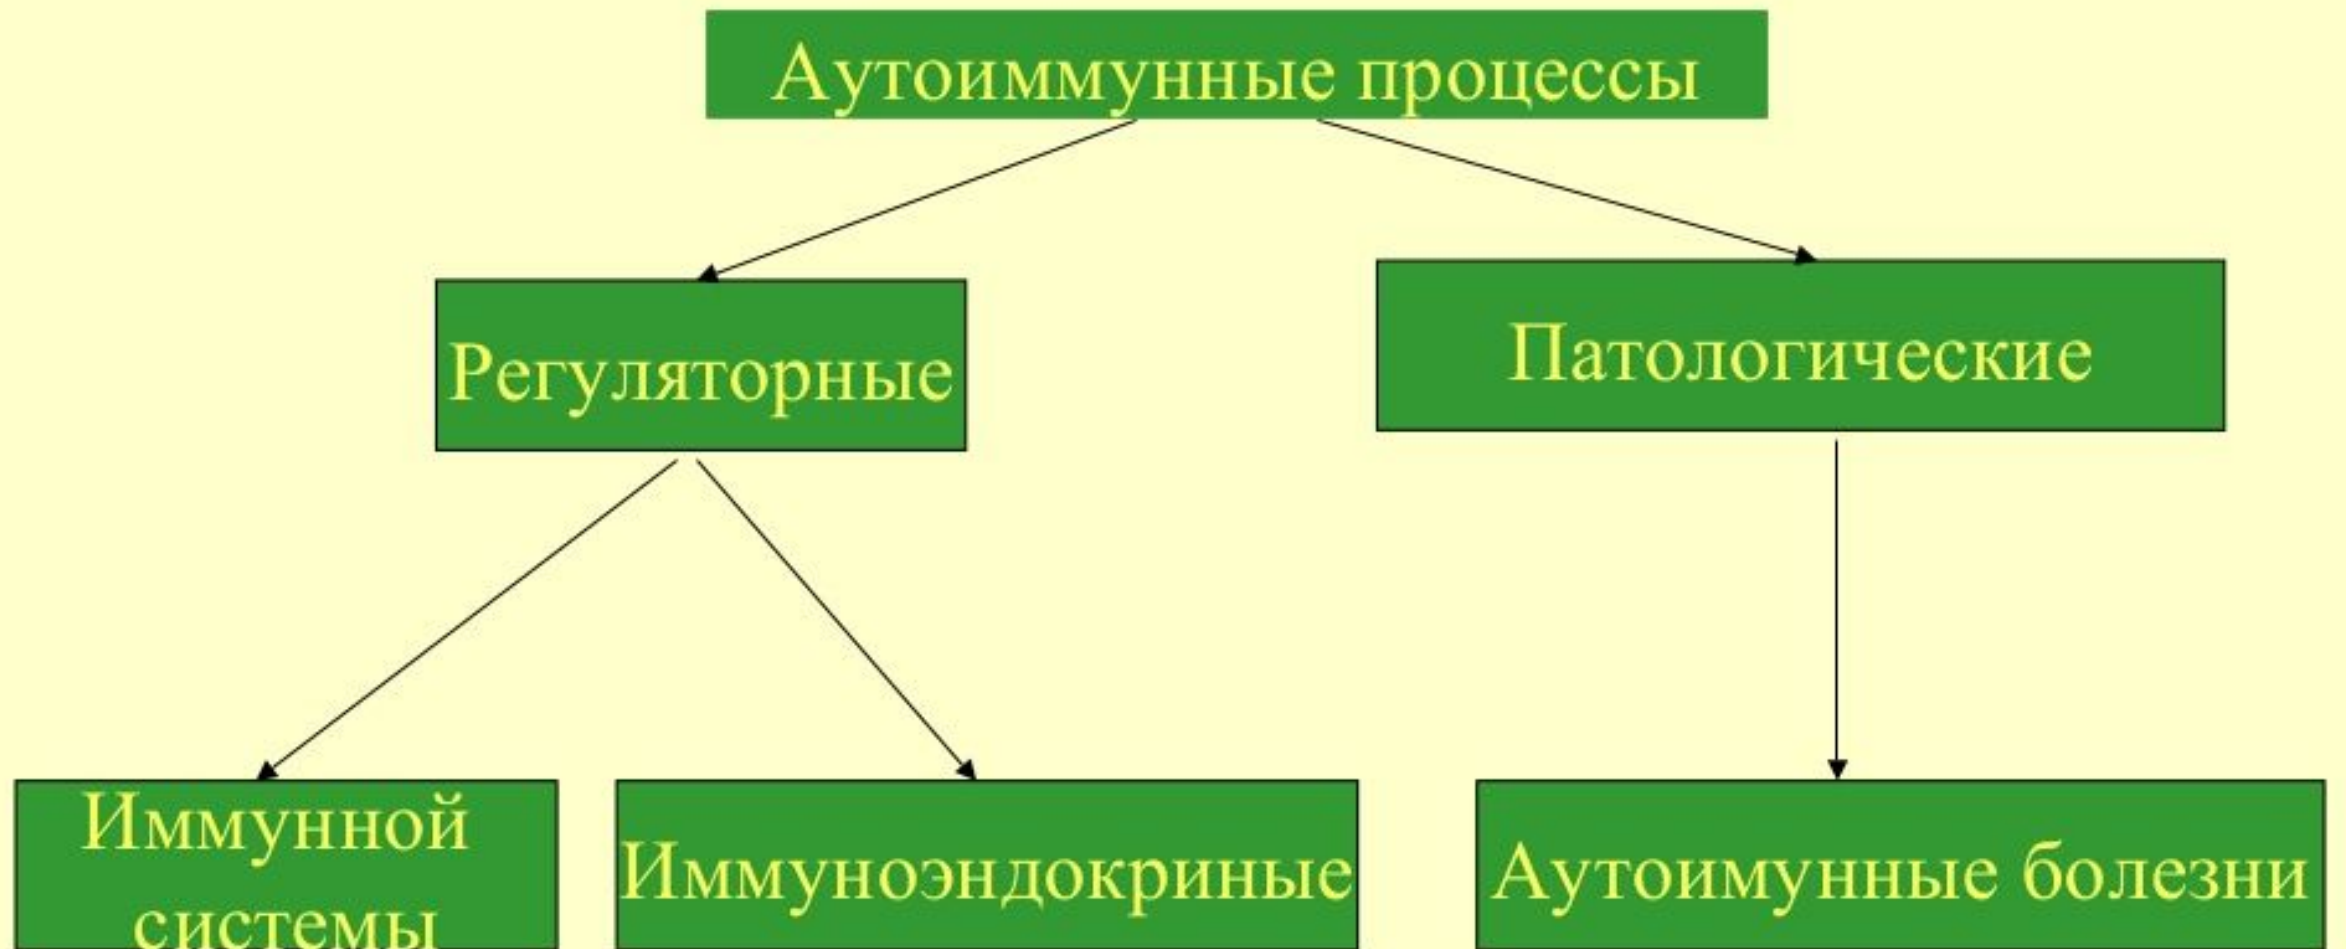 Аутоиммунные процессы
Регуляторные
Патологические
Иммунной
системы
Иммуноэндокриные
Аутоимунные болезни